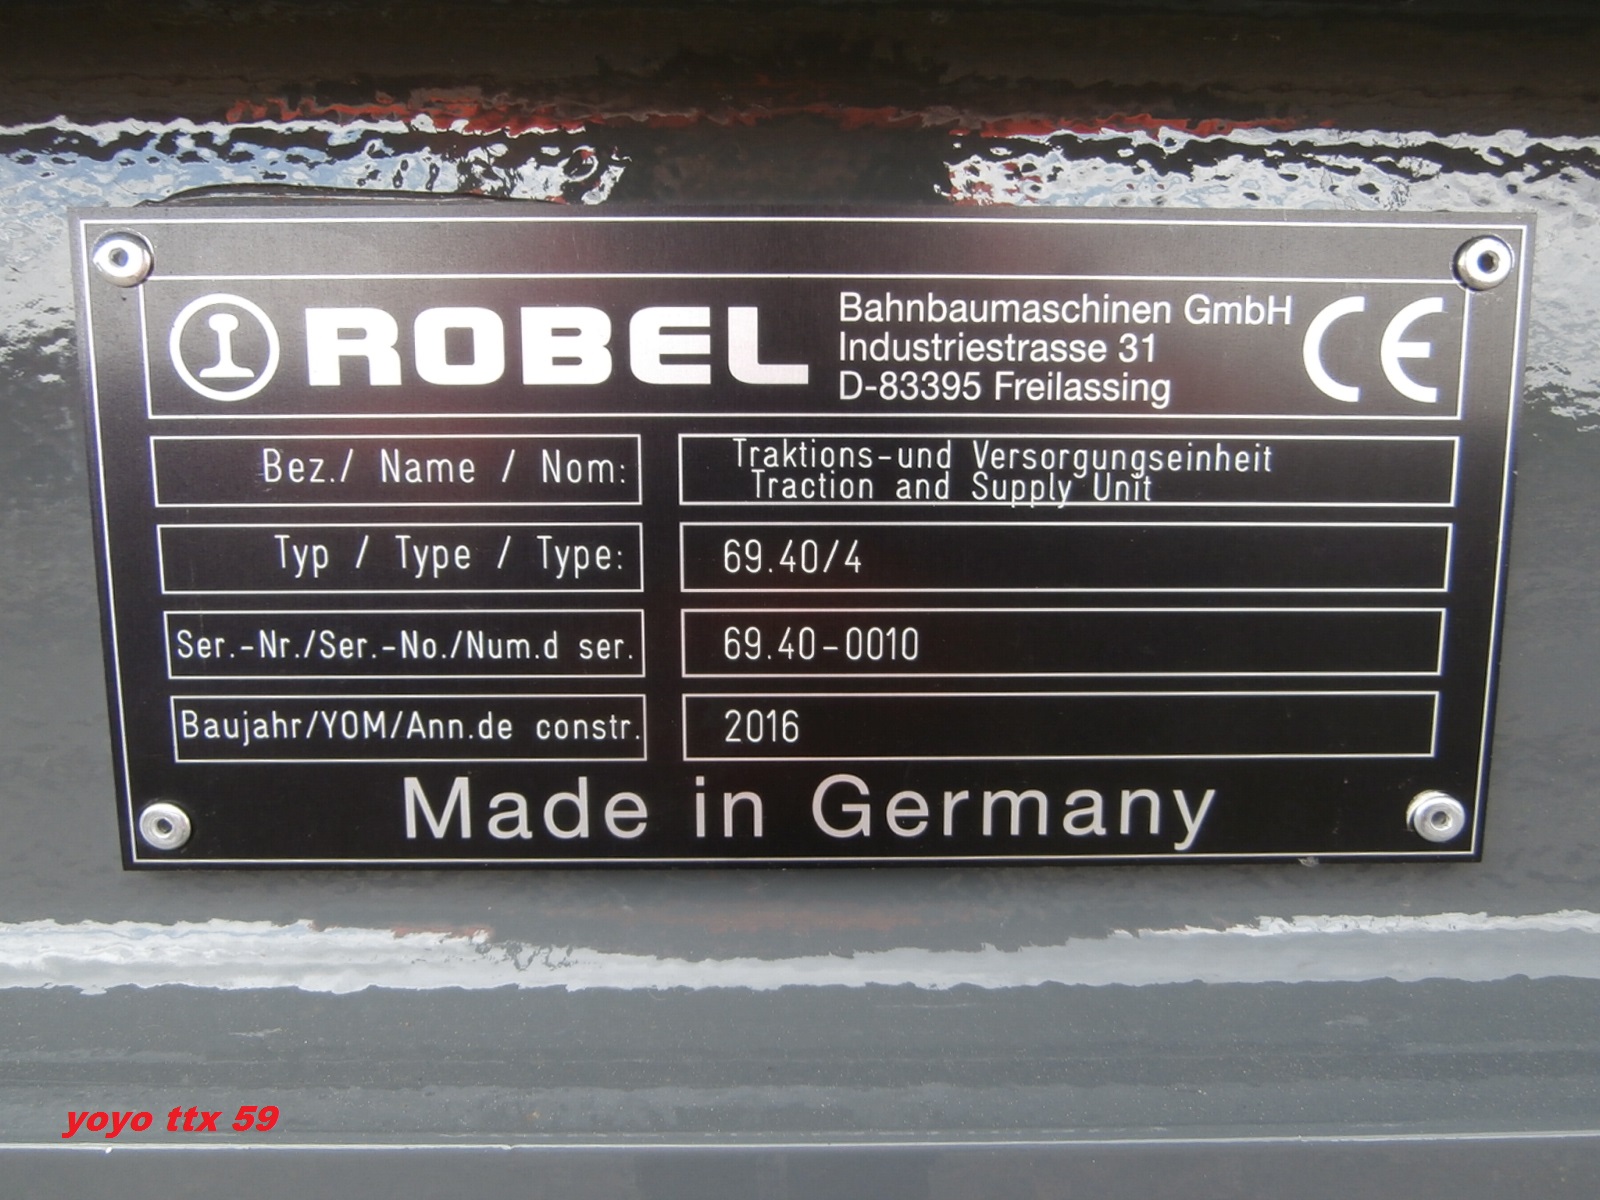 ROBEL
Bahnbaumaschinen GmbH
Industriestrasse 31
D-83395 Freilassing
CE
Bez./ Name / Nom:
Traktions-und Versorgungseinheit
Traction and Supply Unit
Typ / Type / Type:
69.40/4
Ser.-Nr./Ser.-No./Num.d ser.
69.40-0010
Baujahr/YOM/Ann.de constr.
2016
Made in Germany
yoyo ttx 59